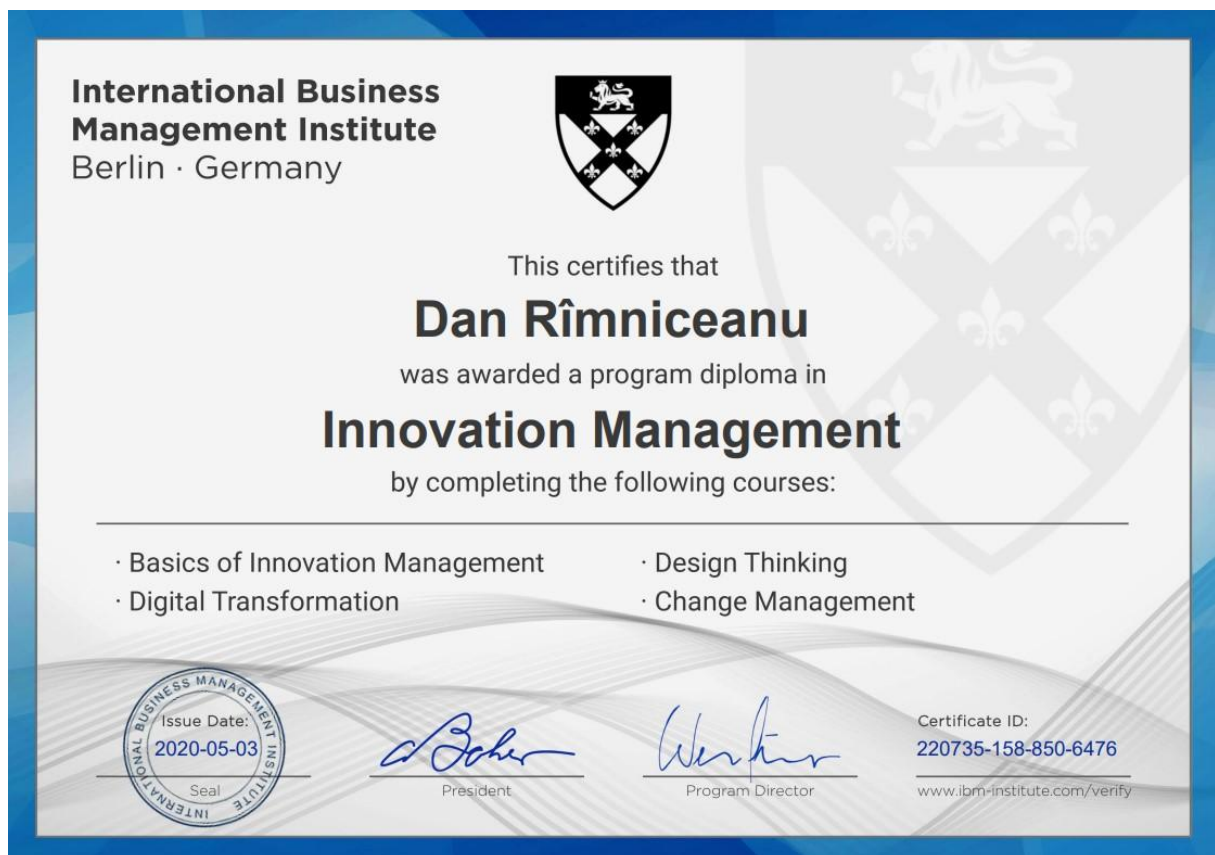 International Business
Management Institute
Berlin · Germany
This certifies that
Dan Rîmniceanu
was awarded a program diploma in
Innovation Management
by completing the following courses:
· Basics of Innovation Management
· Digital Transformation
· Design Thinking
· Change Management
INTERNATIONAL BUSINESS MANAGEMENT INSTITUTE
Issue Date:
2020-05-03
Seal
President
Program Director
Certificate ID:
220735-158-850-6476
www.ibm-institute.com/verify